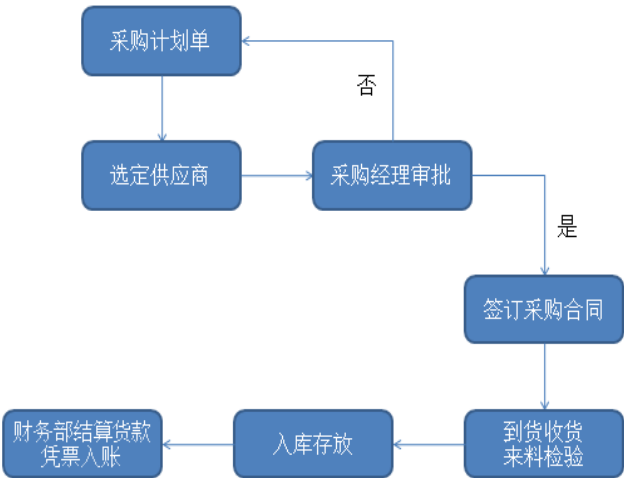 采购计划单
否
选定供应商
采购经理审批
是
签订采购合同
财务部结算货款
凭票入账
入库存放
到货收货
来料检验